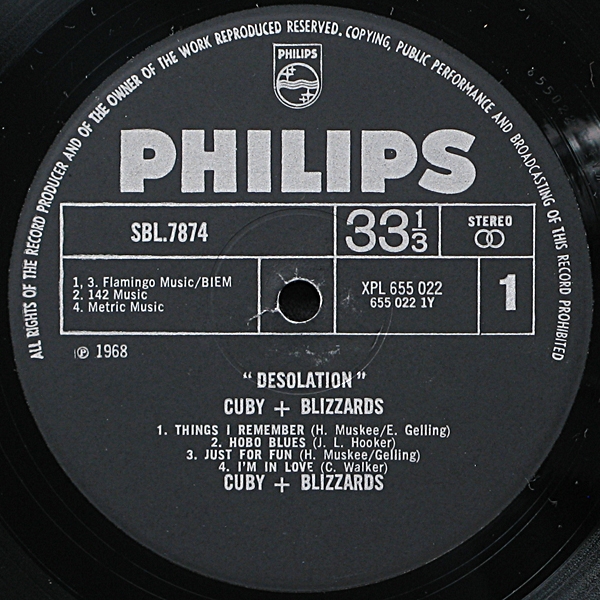 ALL RIGHTS OF THE RECORD PRODUCER AND OF THE OWNER OF THE WORK REPRODUCED RESERVED. COPYING, PUBLIC PERFORMANCE AND BROADCASTING OF THIS RECORD PROHIBITED
PHILIPS
PHILIPS
SBL.7874
33 1/3
STEREO
1, 3. Flamingo Music/BIEM
2. 142 Music
4. Metric Music
XPL 655 022
655 022 1Y
1
℗ 1968
"DESOLATION"
CUBY + BLIZZARDS
1. THINGS I REMEMBER (H. Muskee/E. Gelling)
2. HOBO BLUES (J. L. Hooker)
3. JUST FOR FUN (H. Muskee/Gelling)
4. I'M IN LOVE (C. Walker)
CUBY + BLIZZARDS